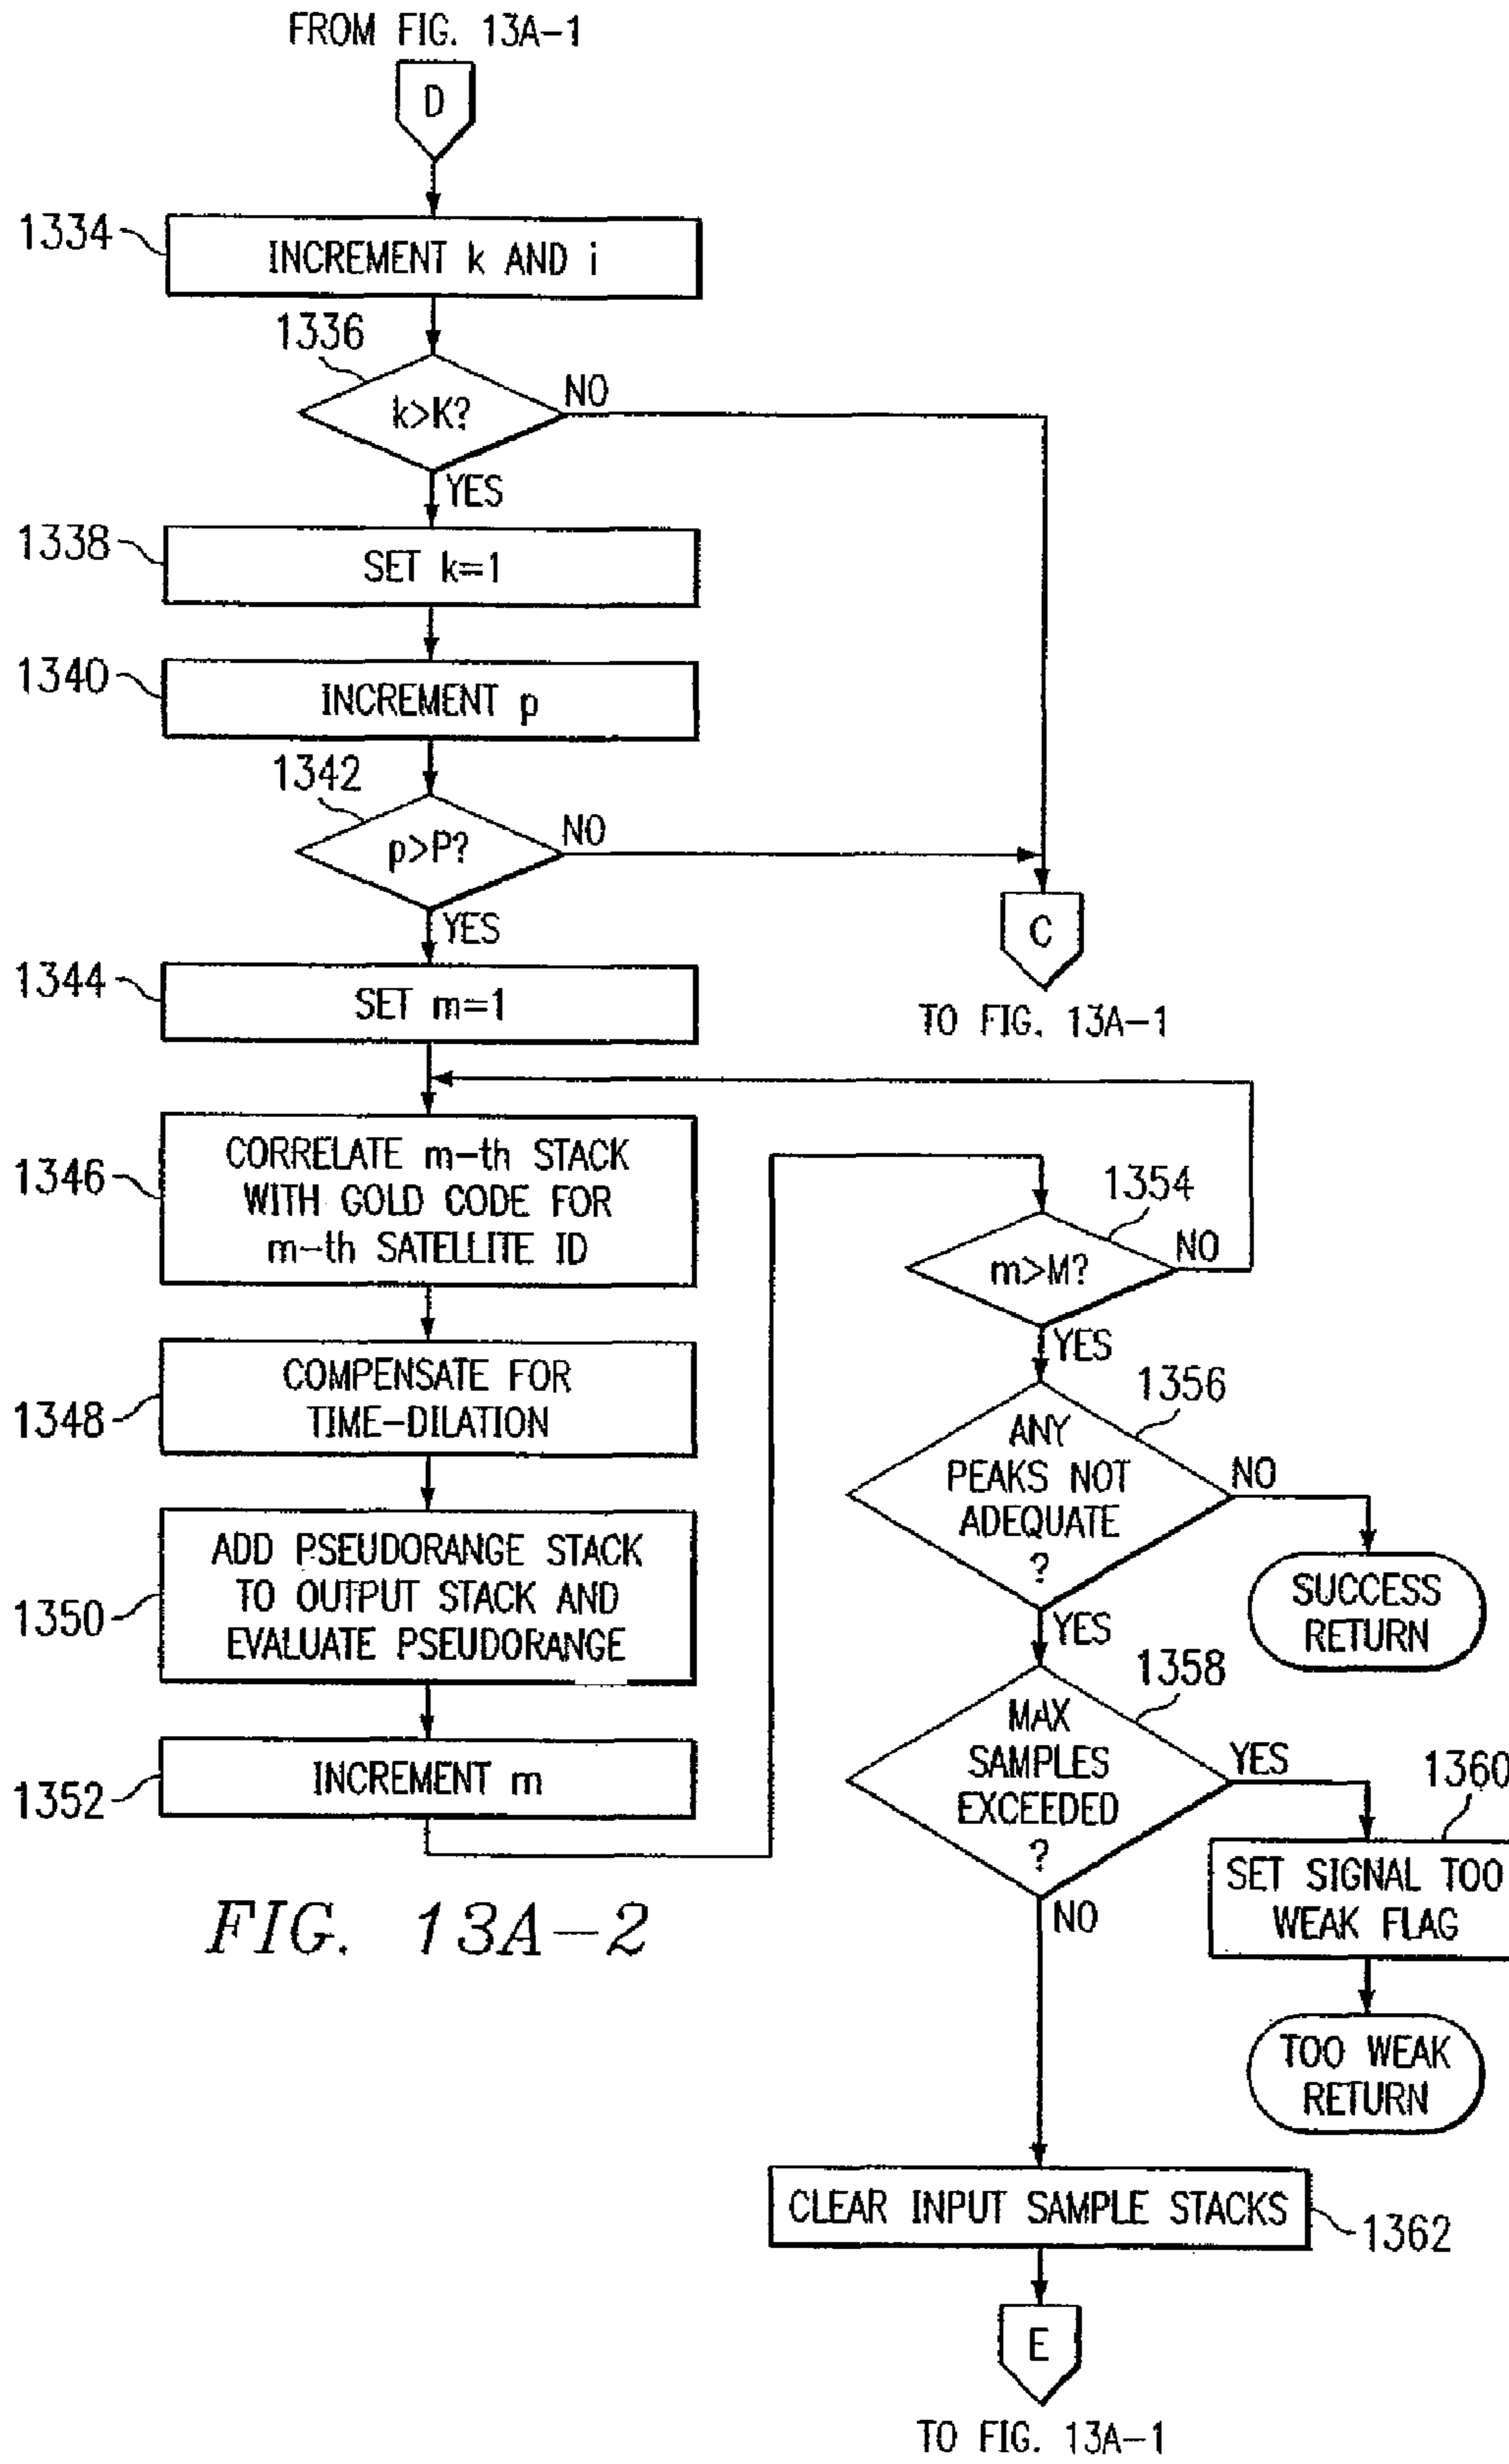 FROM FIG. 13A-1
D
1334
INCREMENT k AND i
1336
k>K?
NO
YES
1338
SET k=1
1340
INCREMENT p
1342
p>P?
NO
YES
C
TO FIG. 13A-1
1344
SET m=1
1346
CORRELATE m-th STACK
WITH GOLD CODE FOR
m-th SATELLITE ID
1348
COMPENSATE FOR
TIME-DILATION
1350
ADD PSEUDORANGE STACK
TO OUTPUT STACK AND
EVALUATE PSEUDORANGE
1352
INCREMENT m
1354
m>M?
NO
YES
1356
ANY
PEAKS NOT
ADEQUATE
?
NO
SUCCESS
RETURN
YES
1358
MAX
SAMPLES
EXCEEDED
?
YES
1360
SET SIGNAL TOO
WEAK FLAG
TOO WEAK
RETURN
NO
FIG. 13A-2
CLEAR INPUT SAMPLE STACKS
1362
E
TO FIG. 13A-1